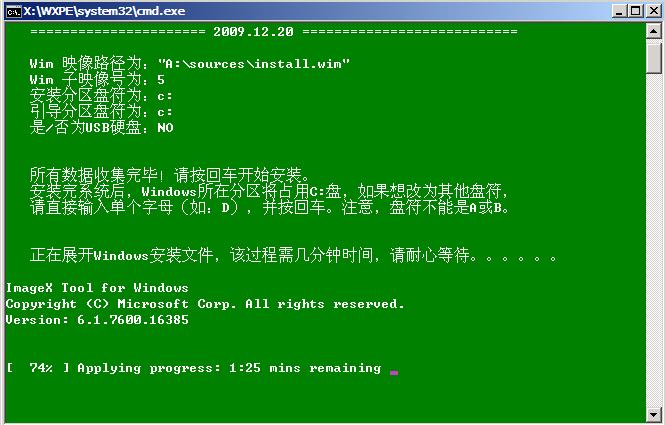 X:\WXPE\system32\cmd.exe
====================== 2009.12.20 ===========================
Wim 映像路径为："A:\sources\install.wim"
Wim 子映像号为：5
安装分区盘符为：c:
引导分区盘符为：c:
是/否为USB硬盘：NO
所有数据收集完毕！请按回车开始安装。
安装完系统后，Windows所在分区将占用C:盘，如果想改为其他盘符，
请直接输入单个字母（如：D），并按回车。注意，盘符不能是A或B。
正在展开Windows安装文件，该过程需几分钟时间，请耐心等待。。。。。。
ImageX Tool for Windows
Copyright (C) Microsoft Corp. All rights reserved.
Version: 6.1.7600.16385
[  74% ] Applying progress: 1:25 mins remaining